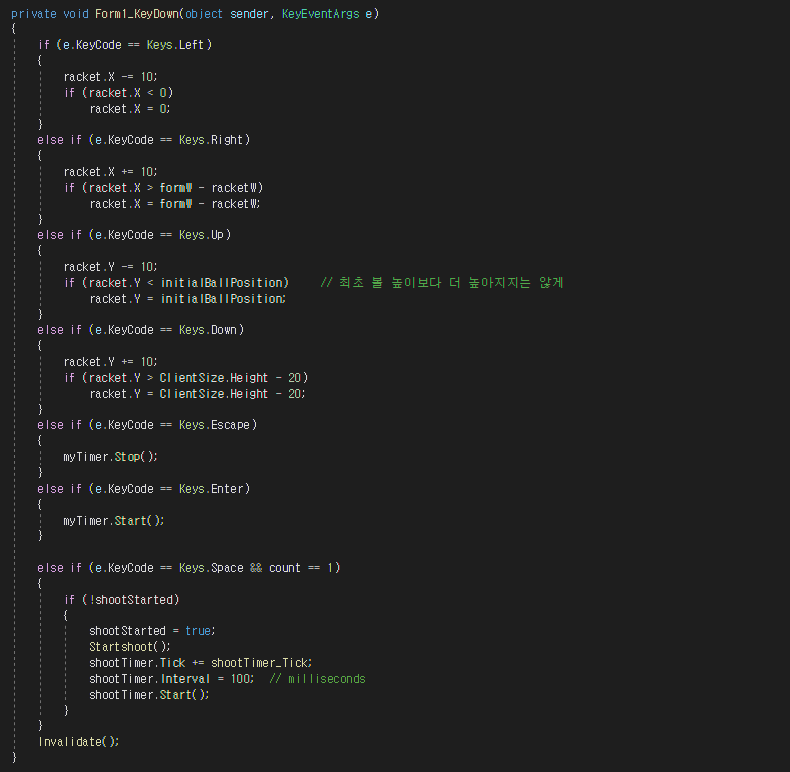 private void Form1_KeyDown(object sender, KeyEventArgs e)
{
    if (e.KeyCode == Keys.Left)
    {
        racket.X -= 10;
        if (racket.X < 0)
            racket.X = 0;
    }
    else if (e.KeyCode == Keys.Right)
    {
        racket.X += 10;
        if (racket.X > formW - racketW)
            racket.X = formW - racketW;
    }
    else if (e.KeyCode == Keys.Up)
    {
        racket.Y -= 10;
        if (racket.Y < initialBallPosition)     // 최초 볼 높이보다 더 높아지지는 않게
            racket.Y = initialBallPosition;
    }
    else if (e.KeyCode == Keys.Down)
    {
        racket.Y += 10;
        if (racket.Y > ClientSize.Height - 20)
            racket.Y = ClientSize.Height - 20;
    }
    else if (e.KeyCode == Keys.Escape)
    {
        myTimer.Stop();
    }
    else if (e.KeyCode == Keys.Enter)
    {
        myTimer.Start();
    }

    else if (e.KeyCode == Keys.Space && count == 1)
    {
        if (!shootStarted)
        {
            shootStarted = true;
            Startshoot();
            shootTimer.Tick += shootTimer_Tick;
            shootTimer.Interval = 100;  // milliseconds
            shootTimer.Start();
        }
    }
    Invalidate();
}